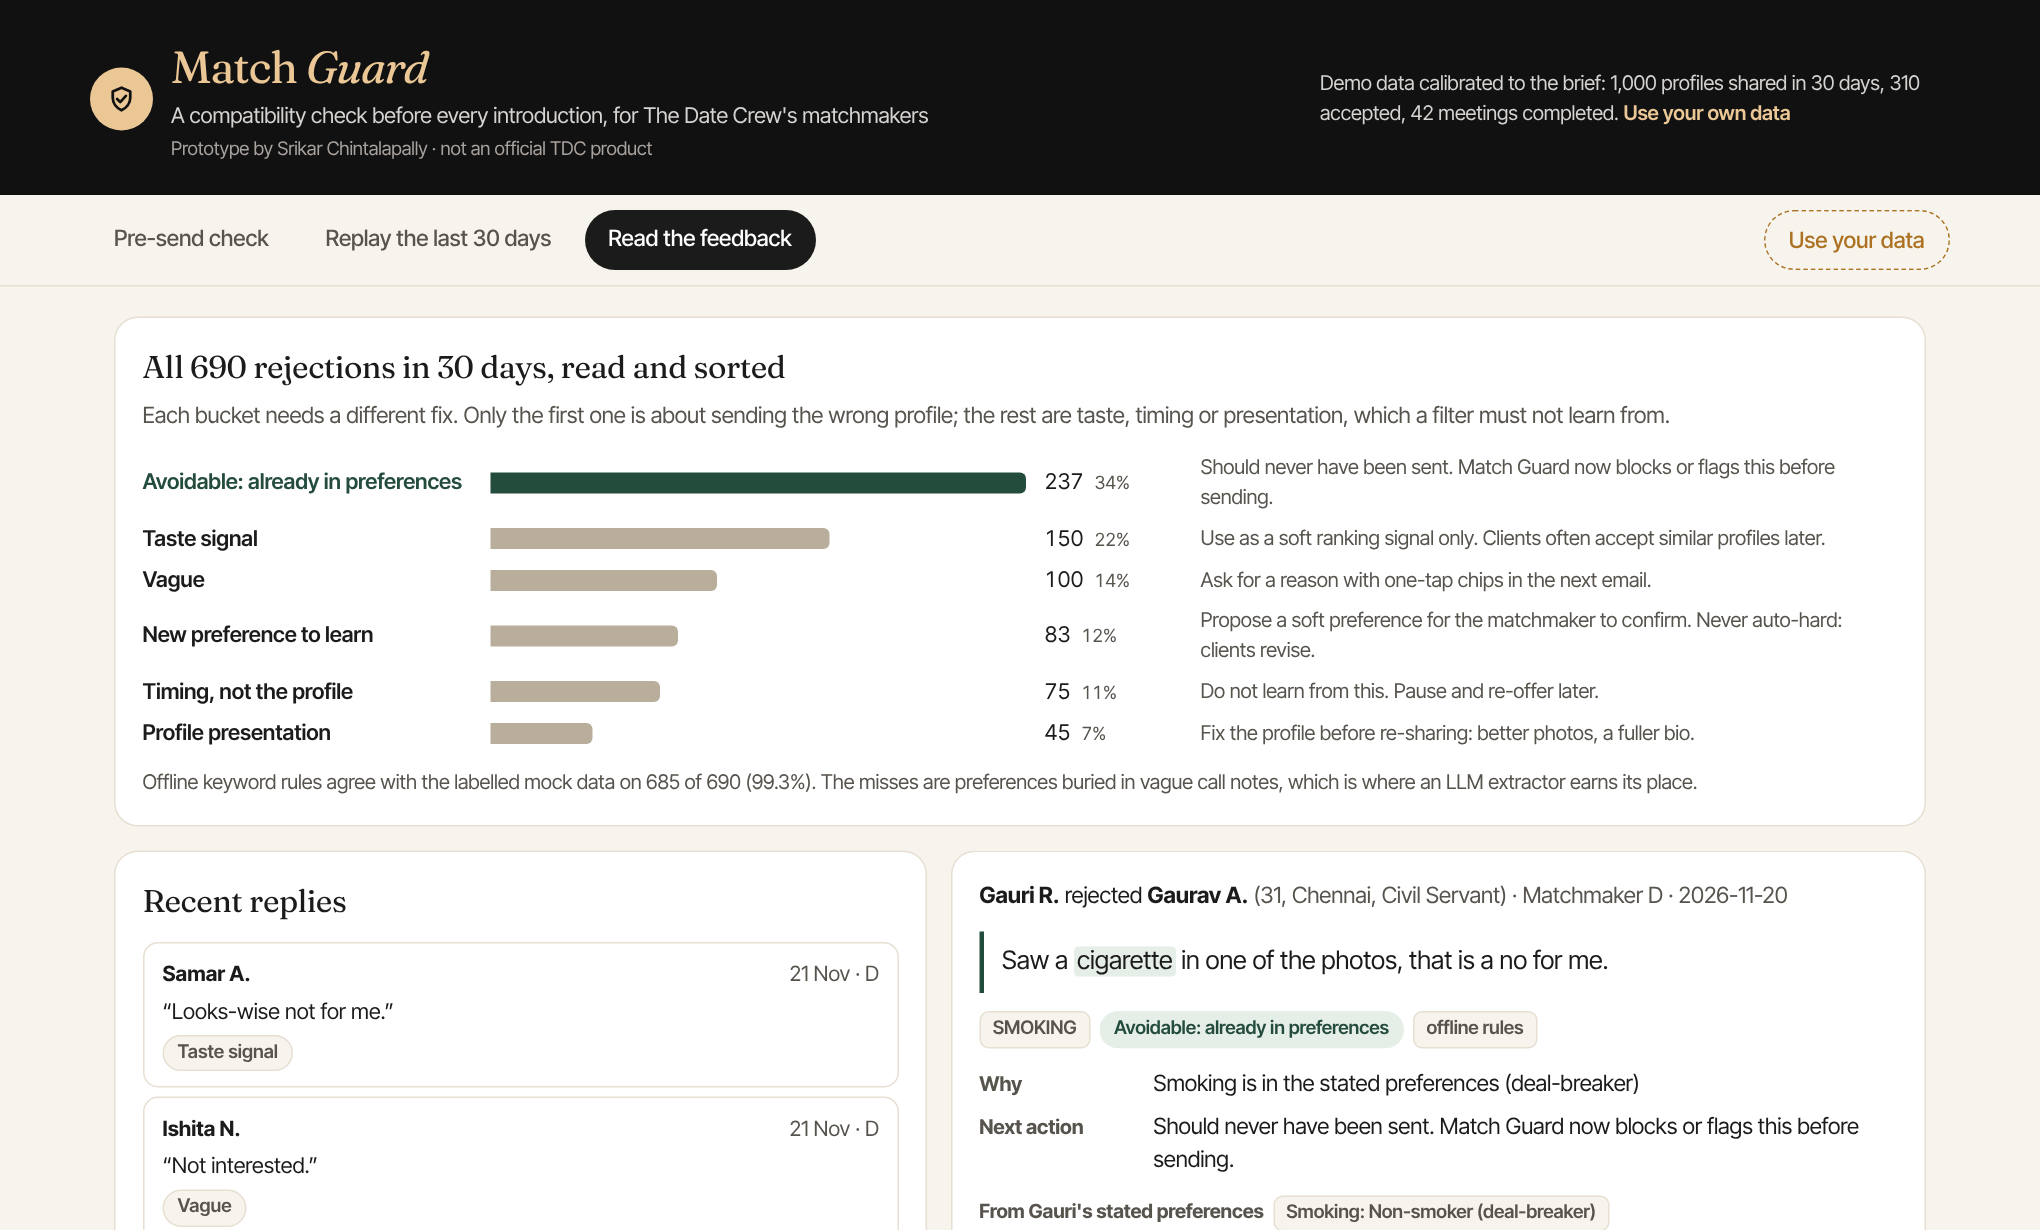 Match Guard
A compatibility check before every introduction, for The Date Crew's matchmakers
Prototype by Srikar Chintalapally · not an official TDC product
Demo data calibrated to the brief: 1,000 profiles shared in 30 days, 310
accepted, 42 meetings completed. Use your own data
Pre-send check
Replay the last 30 days
Read the feedback
Use your data
All 690 rejections in 30 days, read and sorted
Each bucket needs a different fix. Only the first one is about sending the wrong profile; the rest are taste, timing or presentation, which a filter must not learn from.
Avoidable: already in preferences 237 34% Should never have been sent. Match Guard now blocks or flags this before
sending.
Taste signal 150 22% Use as a soft ranking signal only. Clients often accept similar profiles later.
Vague 100 14% Ask for a reason with one-tap chips in the next email.
New preference to learn 83 12% Propose a soft preference for the matchmaker to confirm. Never auto-hard:
clients revise.
Timing, not the profile 75 11% Do not learn from this. Pause and re-offer later.
Profile presentation 45 7% Fix the profile before re-sharing: better photos, a fuller bio.
Offline keyword rules agree with the labelled mock data on 685 of 690 (99.3%). The misses are preferences buried in vague call notes, which is where an LLM extractor earns its place.
Recent replies
Samar A. 21 Nov · D
“Looks-wise not for me.”
Taste signal
Ishita N. 21 Nov · D
“Not interested.”
Vague
Gauri R. rejected Gaurav A. (31, Chennai, Civil Servant) · Matchmaker D · 2026-11-20
Saw a cigarette in one of the photos, that is a no for me.
SMOKING Avoidable: already in preferences offline rules
Why Smoking is in the stated preferences (deal-breaker)
Next action Should never have been sent. Match Guard now blocks or flags this before
sending.
From Gauri's stated preferences Smoking: Non-smoker (deal-breaker)